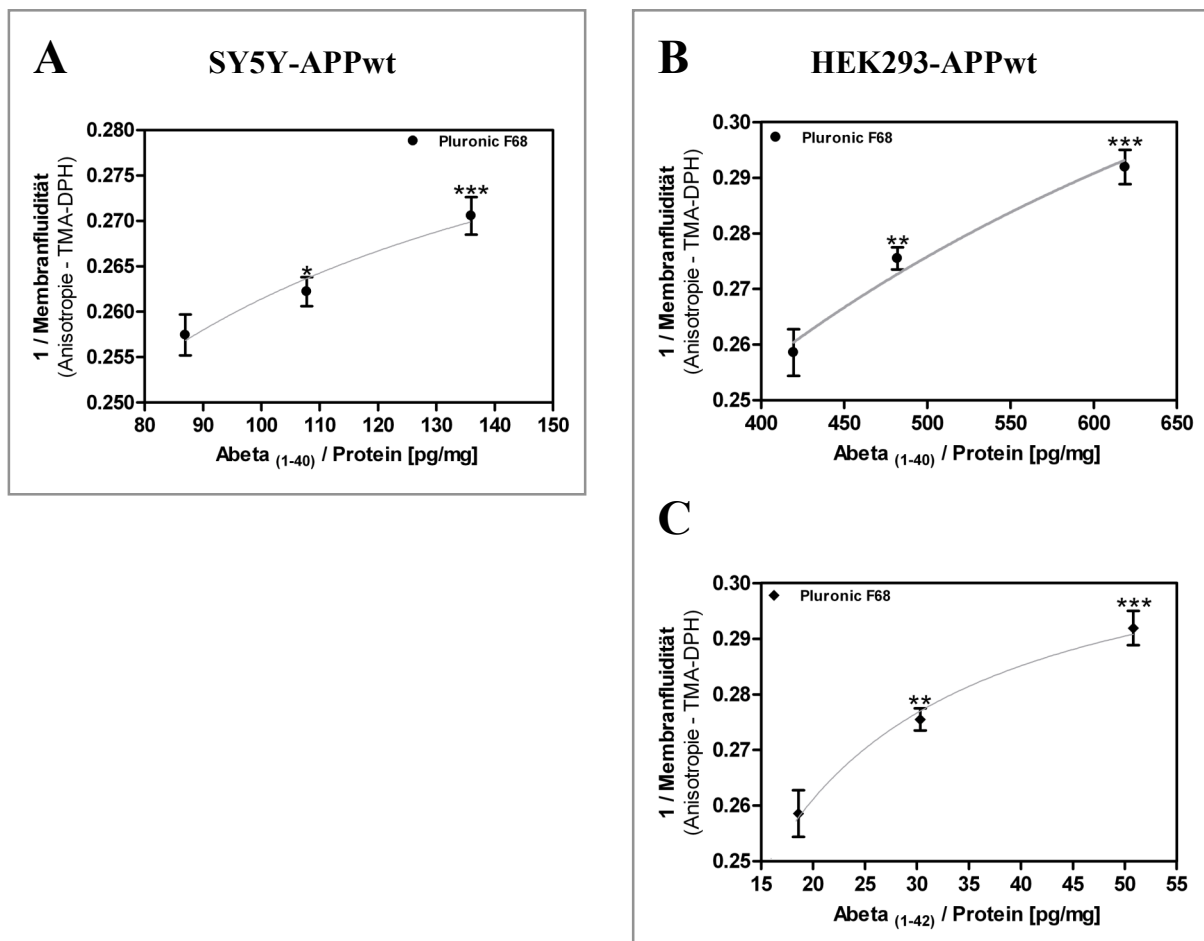 A
SY5Y-APPwt
Pluronic F68
0.280
0.275
0.270
0.265
0.260
0.255
0.250
1 / Membranfluidität
(Anisotropie - TMA-DPH)
*
***
80 90 100 110 120 130 140 150
Abeta (1-40) / Protein [pg/mg]
B
HEK293-APPwt
Pluronic F68
0.30
0.29
0.28
0.27
0.26
0.25
1 / Membranfluidität
(Anisotropie - TMA-DPH)
**
***
400 450 500 550 600 650
Abeta (1-40) / Protein [pg/mg]
C
Pluronic F68
0.30
0.29
0.28
0.27
0.26
0.25
1 / Membranfluidität
(Anisotropie - TMA-DPH)
**
***
15 20 25 30 35 40 45 50 55
Abeta (1-42) / Protein [pg/mg]